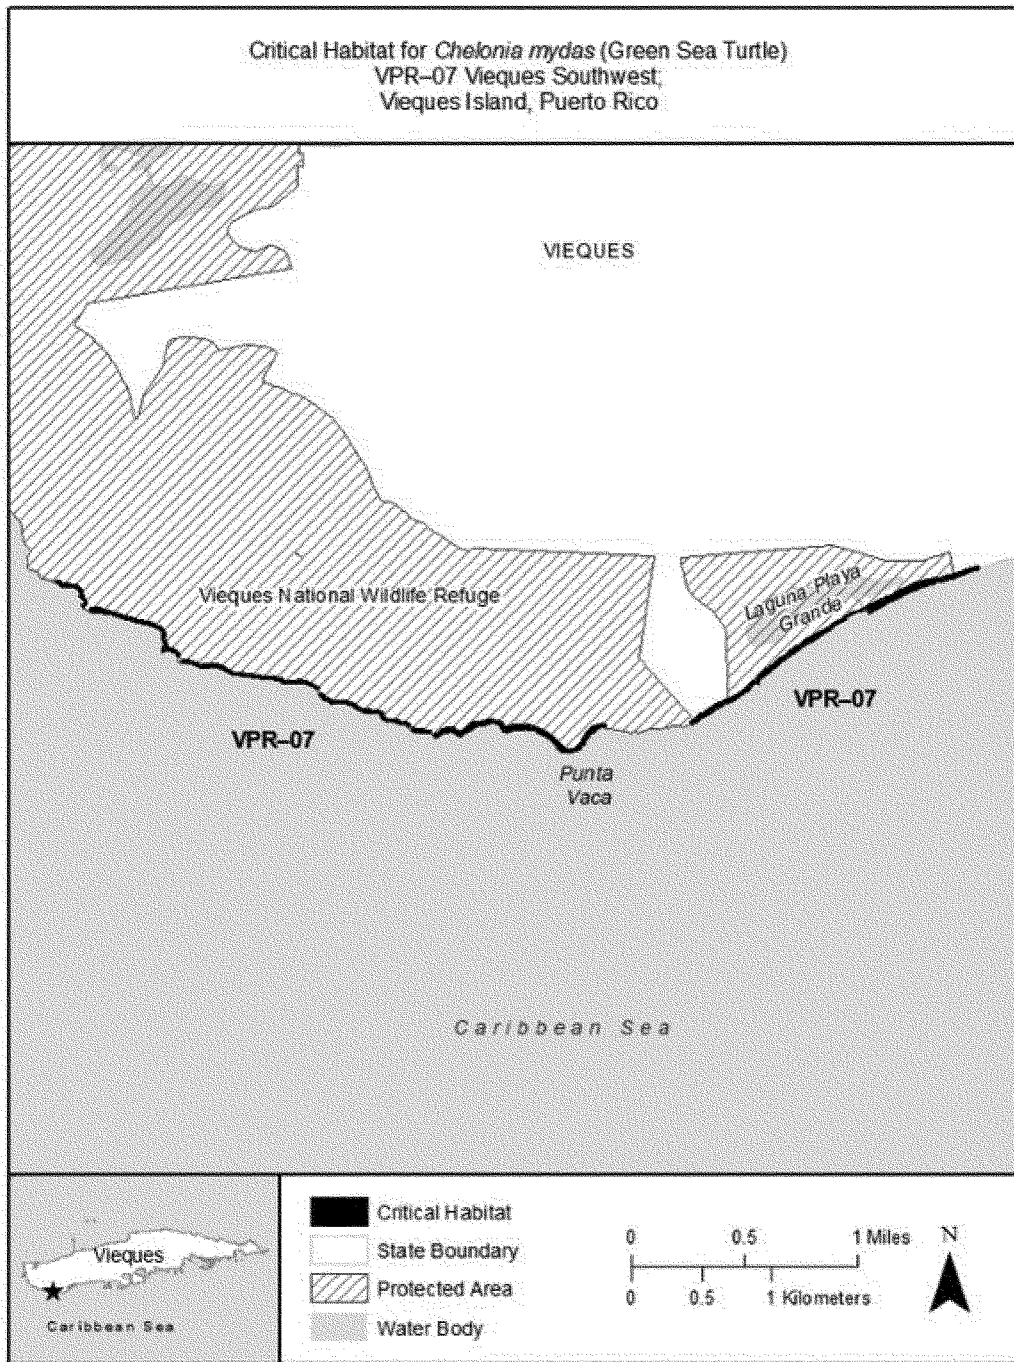 Critical Habitat for Chelonia mydas (Green Sea Turtle)
VPR–07 Vieques Southwest,
Vieques Island, Puerto Rico
VIEQUES
Vieques National Wildlife Refuge
Laguna Playa
Grande
VPR–07
VPR–07
Punta
Vaca
Caribbean Sea
Vieques
Caribbean Sea
Critical Habitat
State Boundary
Protected Area
Water Body
0 0.5 1 Miles
0 0.5 1 Kilometers
N